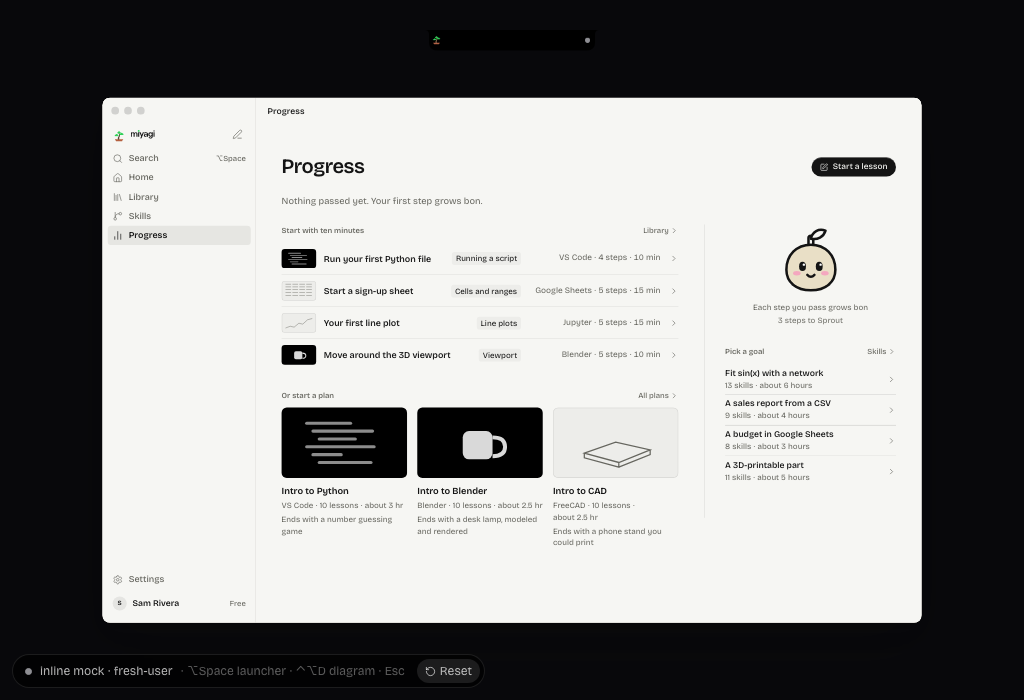 Progress
miyagi
Search ⌥Space
Home
Library
Skills
Progress
Settings
S Sam Rivera Free
Progress
Start a lesson
Nothing passed yet. Your first step grows bon.
Start with ten minutes Library
Run your first Python file Running a script VS Code · 4 steps · 10 min
Start a sign-up sheet Cells and ranges Google Sheets · 5 steps · 15 min
Your first line plot Line plots Jupyter · 5 steps · 15 min
Move around the 3D viewport Viewport Blender · 5 steps · 10 min
Or start a plan All plans
Intro to Python
VS Code · 10 lessons · about 3 hr
Ends with a number guessing
game
Intro to Blender
Blender · 10 lessons · about 2.5 hr
Ends with a desk lamp, modeled
and rendered
Intro to CAD
FreeCAD · 10 lessons ·
about 2.5 hr
Ends with a phone stand you
could print
Each step you pass grows bon
3 steps to Sprout
Pick a goal Skills
Fit sin(x) with a network
13 skills · about 6 hours
A sales report from a CSV
9 skills · about 4 hours
A budget in Google Sheets
8 skills · about 3 hours
A 3D-printable part
11 skills · about 5 hours
inline mock · fresh-user · ⌥Space launcher · ⌃⌥D diagram · Esc Reset